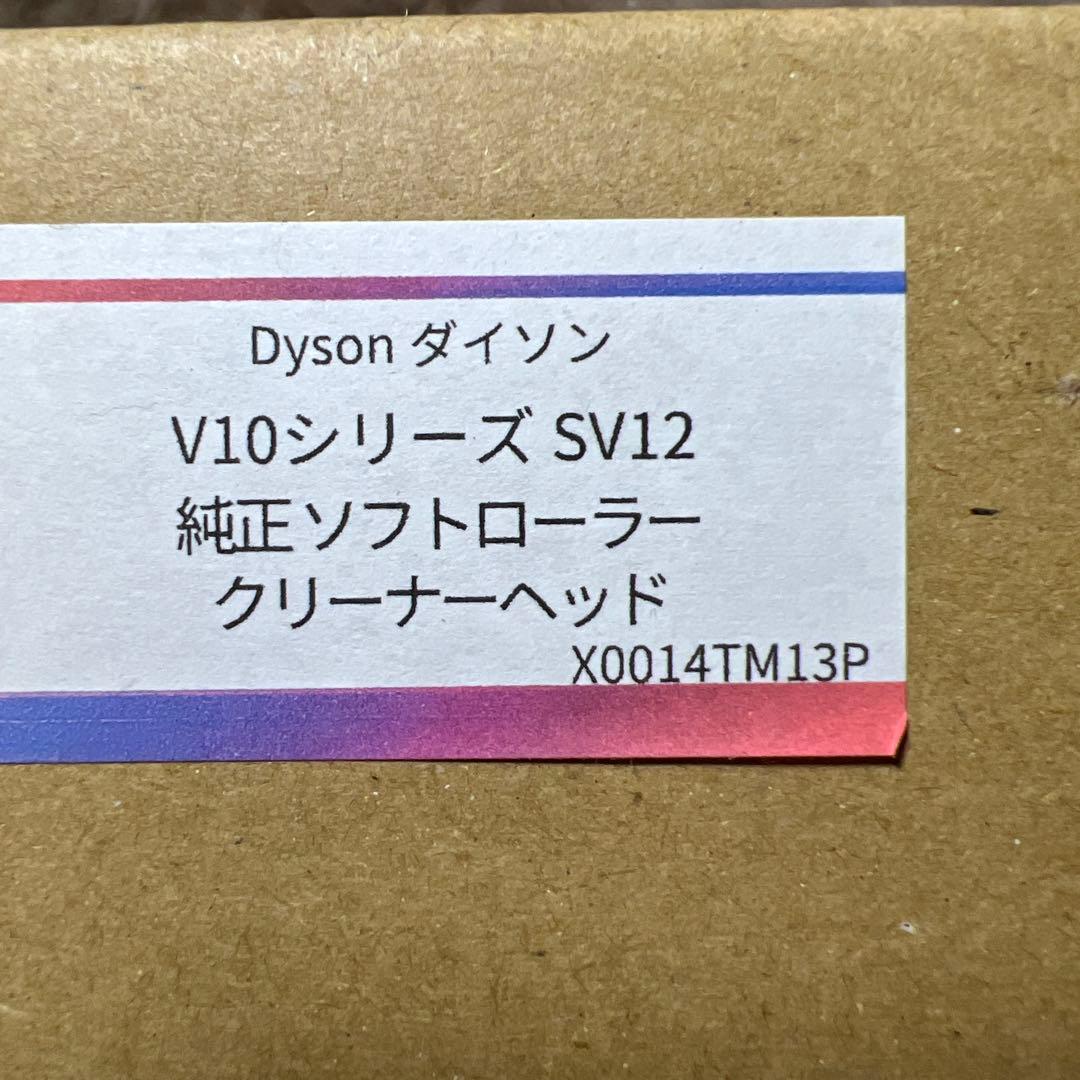 Dyson ダイソン
V10シリーズ SV12
純正ソフトローラー
クリーナーヘッド
X0014TM13P